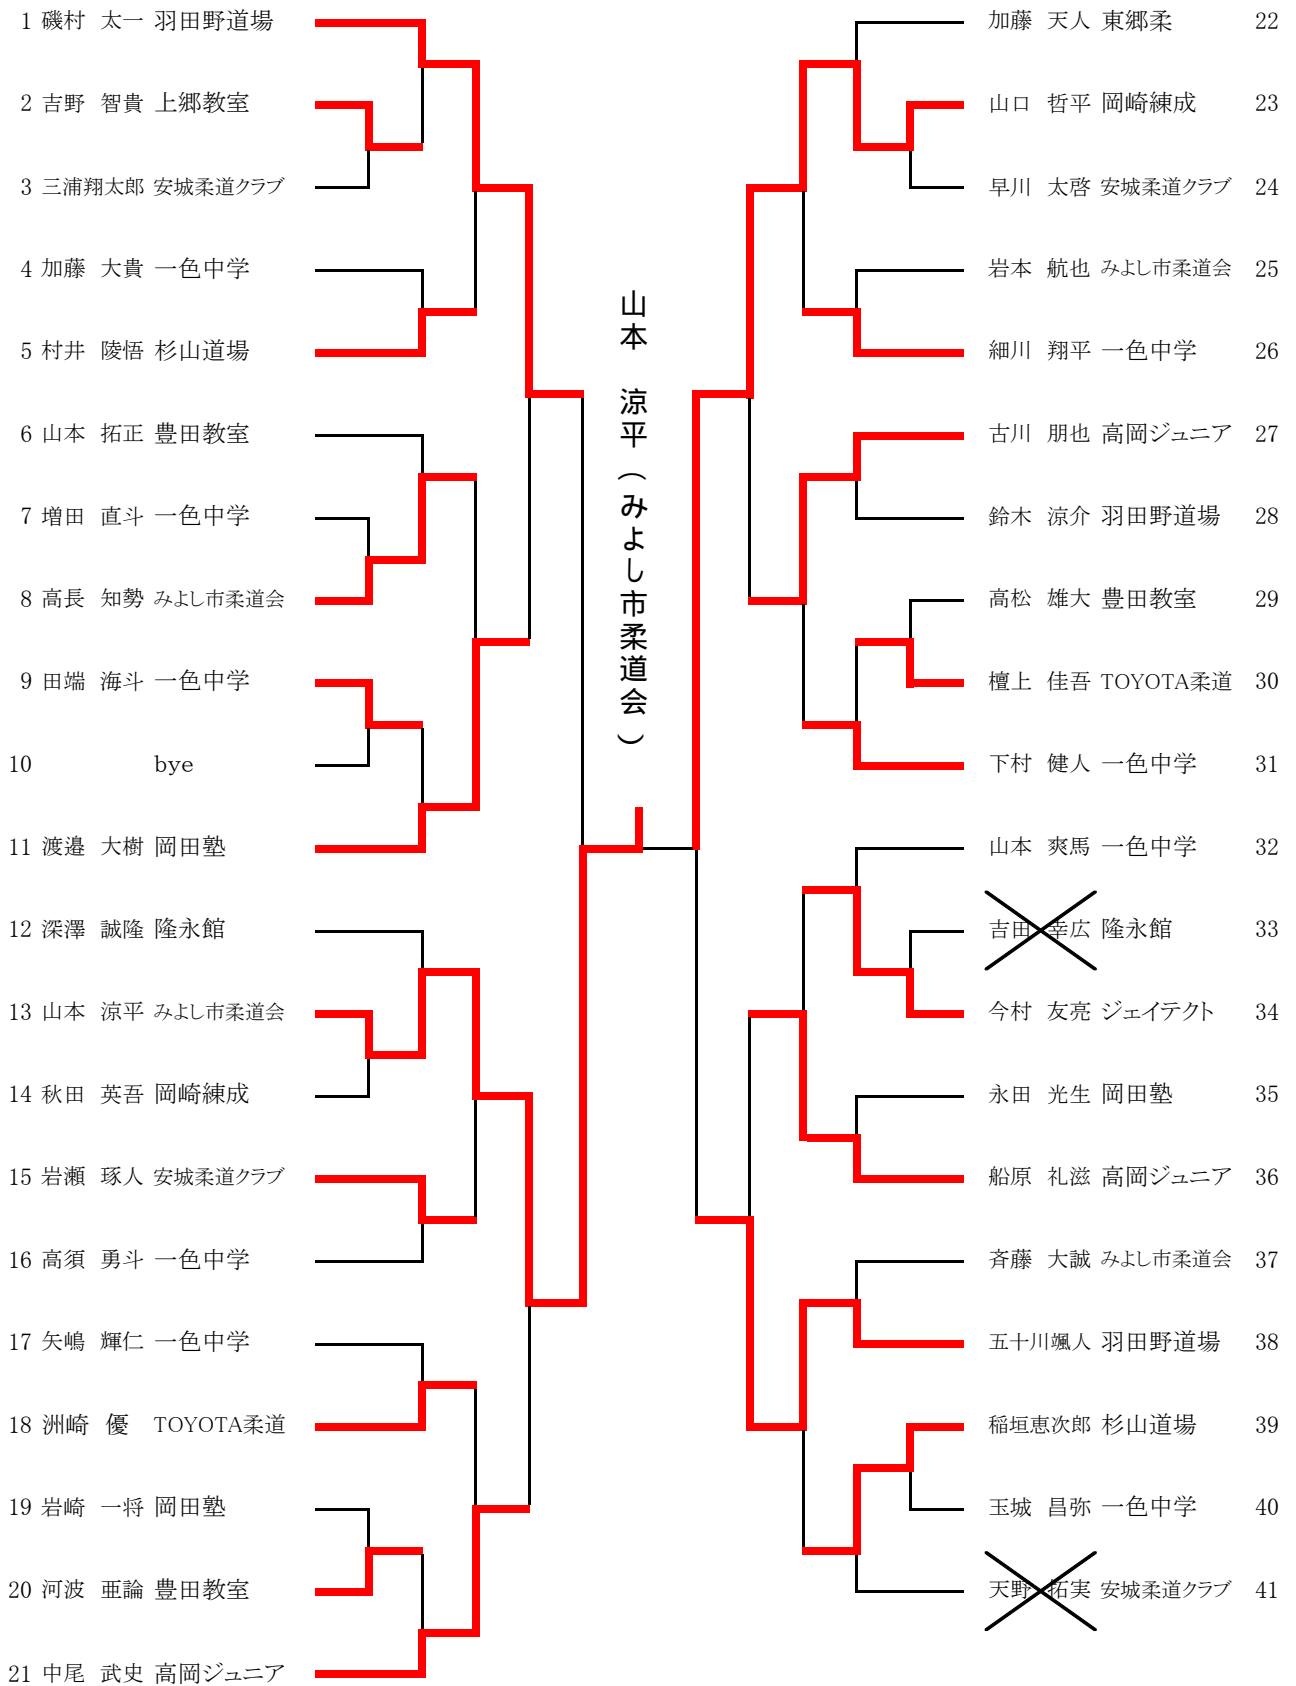 1 磯村 太一 羽田野道場
2 吉野 智貴 上郷教室
3 三浦翔太郎 安城柔道クラブ
4 加藤 大貴 一色中学
5 村井 陵悟 杉山道場
6 山本 拓正 豊田教室
7 増田 直斗 一色中学
8 高長 知勢 みよし市柔道会
9 田端 海斗 一色中学
10 bye
11 渡邉 大樹 岡田塾
12 深澤 誠隆 隆永館
13 山本 涼平 みよし市柔道会
14 秋田 英吾 岡崎練成
15 岩瀬 琢人 安城柔道クラブ
16 高須 勇斗 一色中学
17 矢嶋 輝仁 一色中学
18 洲崎 優 TOYOTA柔道
19 岩崎 一将 岡田塾
20 河波 亜論 豊田教室
21 中尾 武史 高岡ジュニア
山本 涼平（みよし市柔道会）
加藤 天人 東郷柔 22
山口 哲平 岡崎練成 23
早川 太啓 安城柔道クラブ 24
岩本 航也 みよし市柔道会 25
細川 翔平 一色中学 26
古川 朋也 高岡ジュニア 27
鈴木 涼介 羽田野道場 28
高松 雄大 豊田教室 29
檀上 佳吾 TOYOTA柔道 30
下村 健人 一色中学 31
山本 爽馬 一色中学 32
吉田 幸広 隆永館 33
今村 友亮 ジェイテクト 34
永田 光生 岡田塾 35
船原 礼滋 高岡ジュニア 36
斉藤 大誠 みよし市柔道会 37
五十川颯人 羽田野道場 38
稲垣恵次郎 杉山道場 39
玉城 昌弥 一色中学 40
天野 拓実 安城柔道クラブ 41